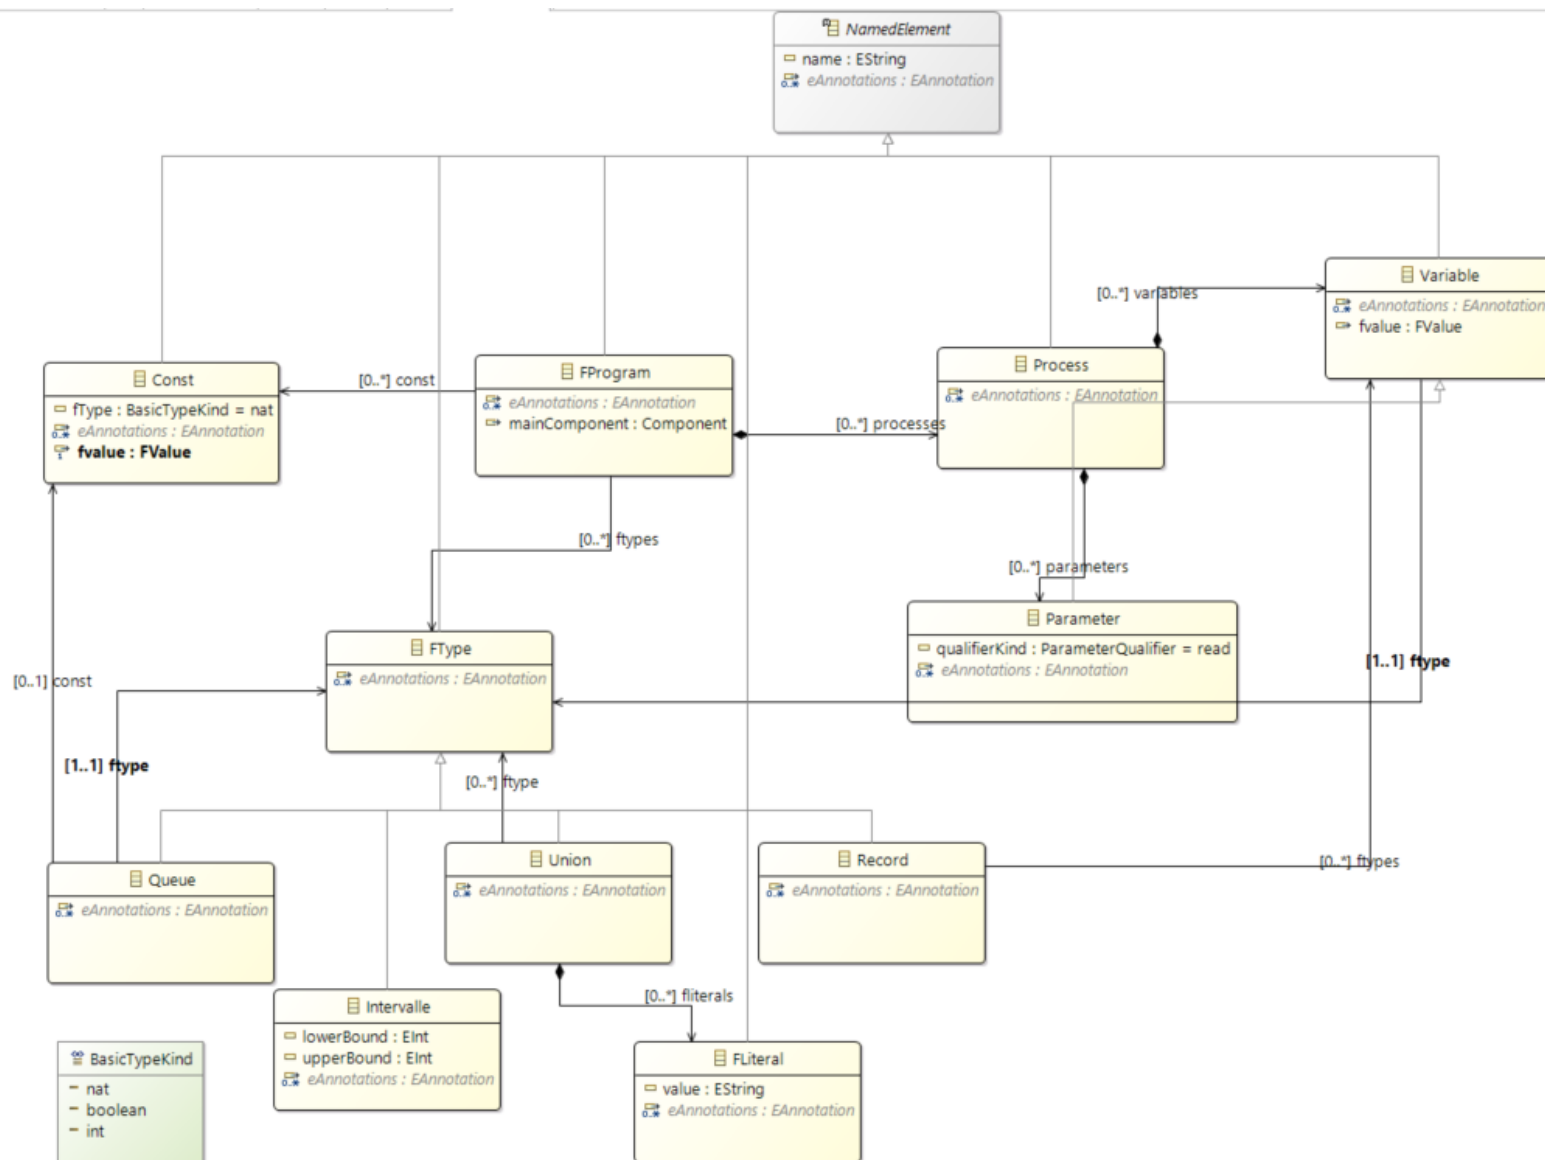 NamedElement
name : EString
eAnnotations : EAnnotation
Variable
eAnnotations : EAnnotation
fvalue : FValue
[0..*] variables
Const
fType : BasicTypeKind = nat
eAnnotations : EAnnotation
fvalue : FValue
[0..*] const
FProgram
eAnnotations : EAnnotation
mainComponent : Component
[0..*] processes
Process
eAnnotations : EAnnotation
[0..*] ftypes
[0..*] parameters
Parameter
qualifierKind : ParameterQualifier = read
eAnnotations : EAnnotation
FType
eAnnotations : EAnnotation
[1..1] ftype
[0..1] const
[1..1] ftype
[0..*] ftype
Queue
eAnnotations : EAnnotation
Union
eAnnotations : EAnnotation
Record
eAnnotations : EAnnotation
[0..*] ftypes
Intervalle
lowerBound : EInt
upperBound : EInt
eAnnotations : EAnnotation
[0..*] fliterals
BasicTypeKind
nat
boolean
int
FLiteral
value : EString
eAnnotations : EAnnotation